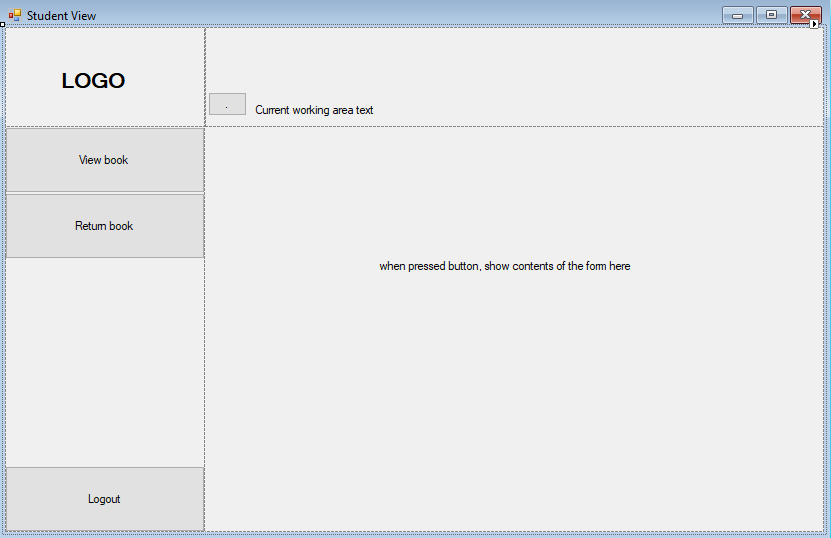 Student View
LOGO
.
Current working area text
View book
Return book
when pressed button, show contents of the form here
Logout